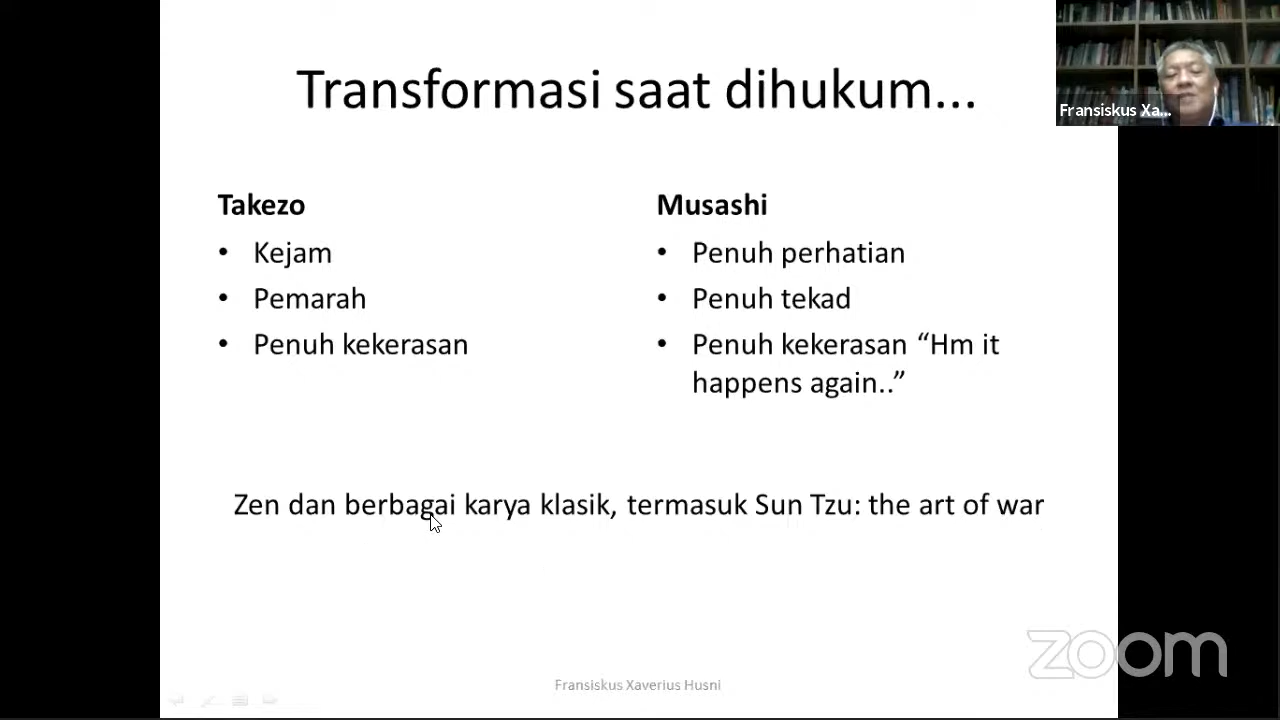 Transformasi saat dihukum...
Fransiskus Xa...
Takezo
• Kejam
• Pemarah
• Penuh kekerasan
Musashi
• Penuh perhatian
• Penuh tekad
• Penuh kekerasan “Hm it
happens again..”
Zen dan berbagai karya klasik, termasuk Sun Tzu: the art of war
zoom
Fransiskus Xaverius Husni